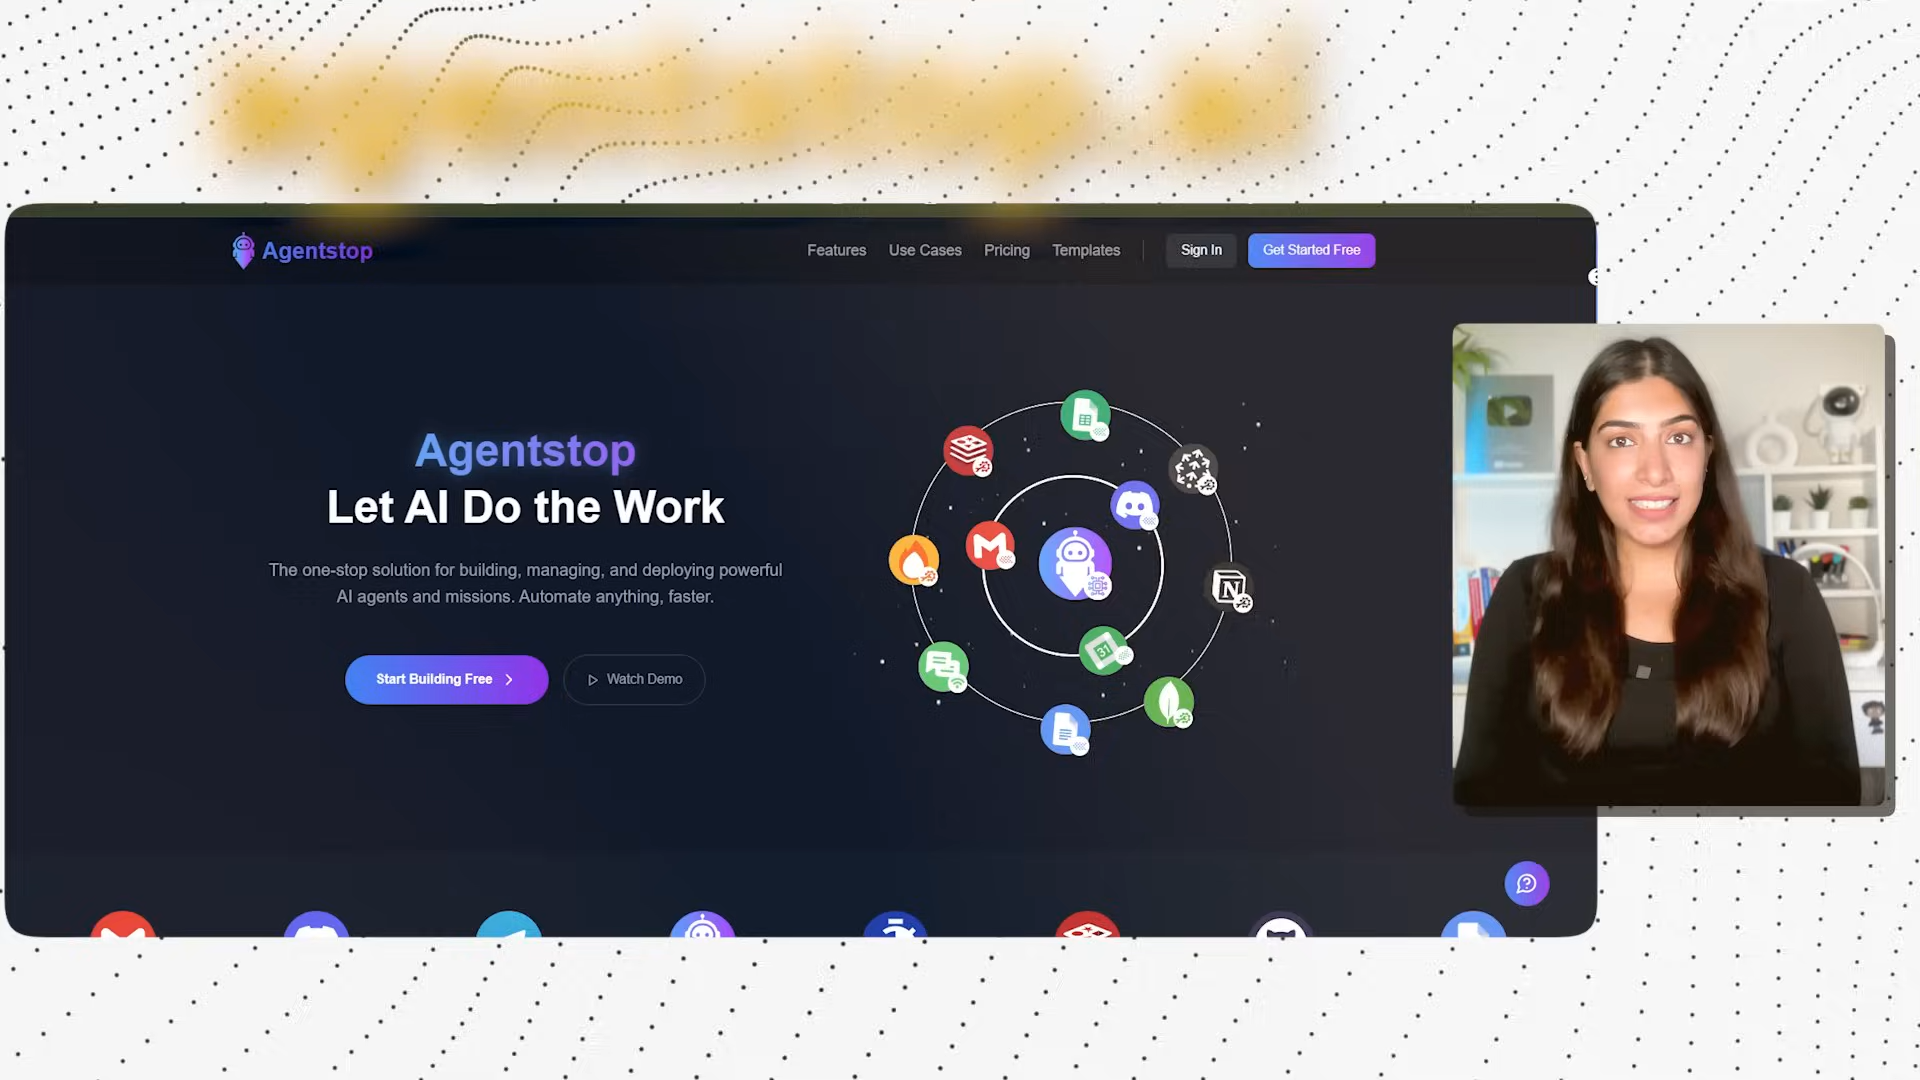 Agentstop
Features Use Cases Pricing Templates Sign In Get Started Free
Agentstop
Let AI Do the Work
The one-stop solution for building, managing, and deploying powerful
AI agents and missions. Automate anything, faster.
Start Building Free
Watch Demo
31